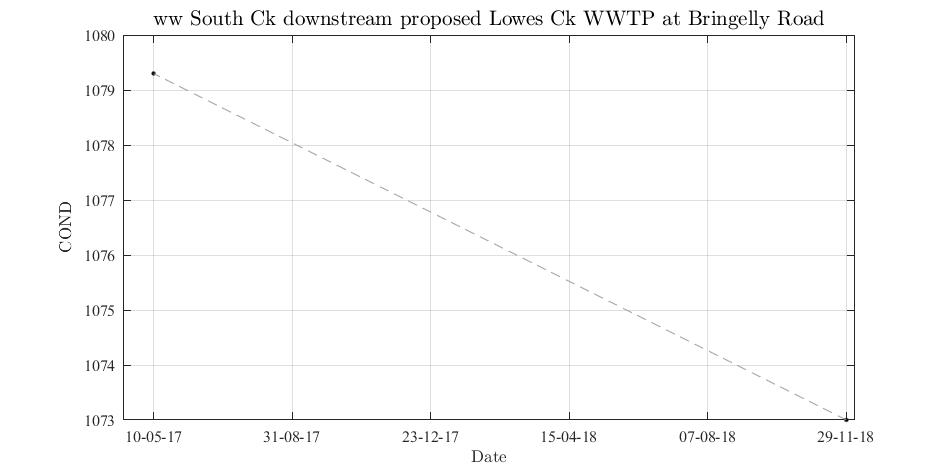 ww South Ck downstream proposed Lowes Ck WWTP at Bringelly Road
1080
1079
1078
1077
1076
1075
1074
1073
COND
10-05-17 31-08-17 23-12-17 15-04-18 07-08-18 29-11-18
Date